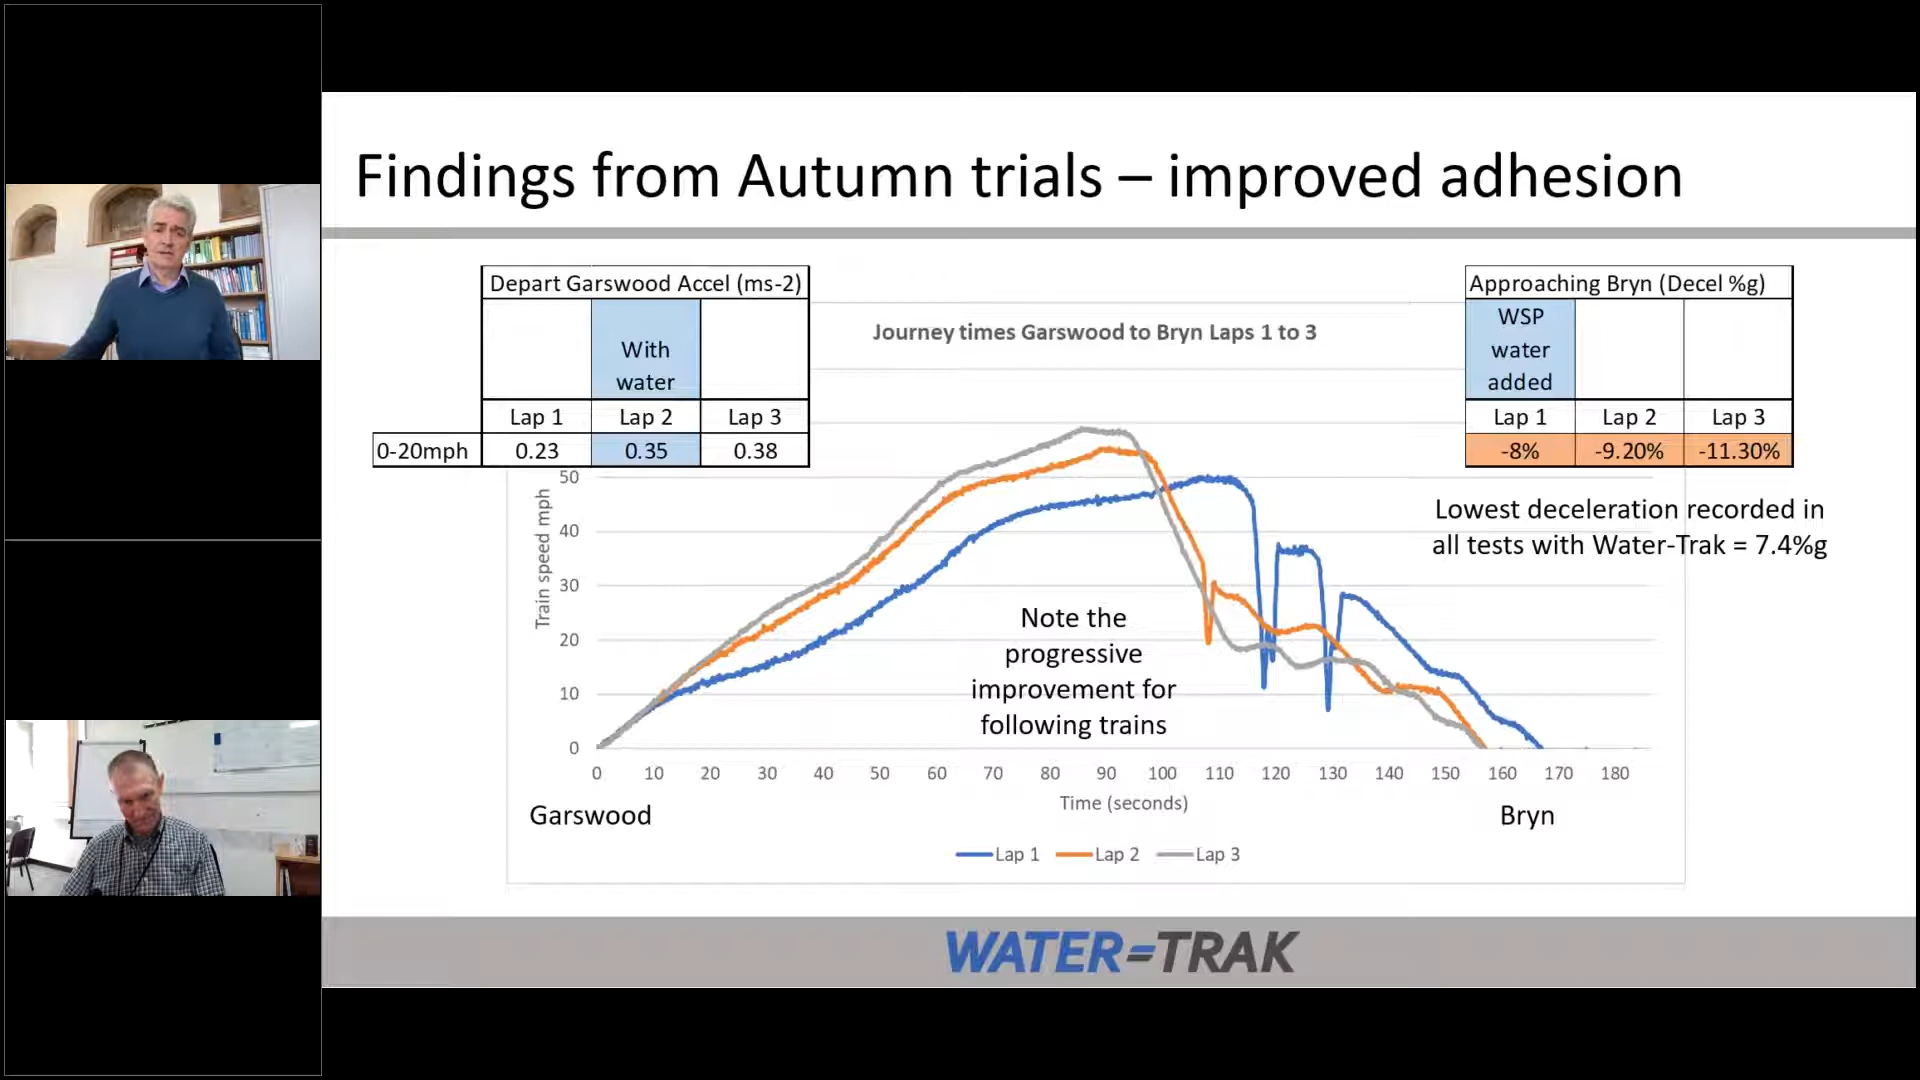 Findings from Autumn trials – improved adhesion
Depart Garswood Accel (ms-2)
With
water
Lap 1 Lap 2 Lap 3
0-20mph 0.23 0.35 0.38
Approaching Bryn (Decel %g)
WSP
water
added
Lap 1 Lap 2 Lap 3
-8% -9.20% -11.30%
Lowest deceleration recorded in
all tests with Water-Trak = 7.4%g
Journey times Garswood to Bryn Laps 1 to 3
Train speed mph
50
40
30
20
10
0
Note the
progressive
improvement for
following trains
0 10 20 30 40 50 60 70 80 90 100 110 120 130 140 150 160 170 180
Time (seconds)
Garswood
Bryn
Lap 1 Lap 2 Lap 3
WATER=TRAK